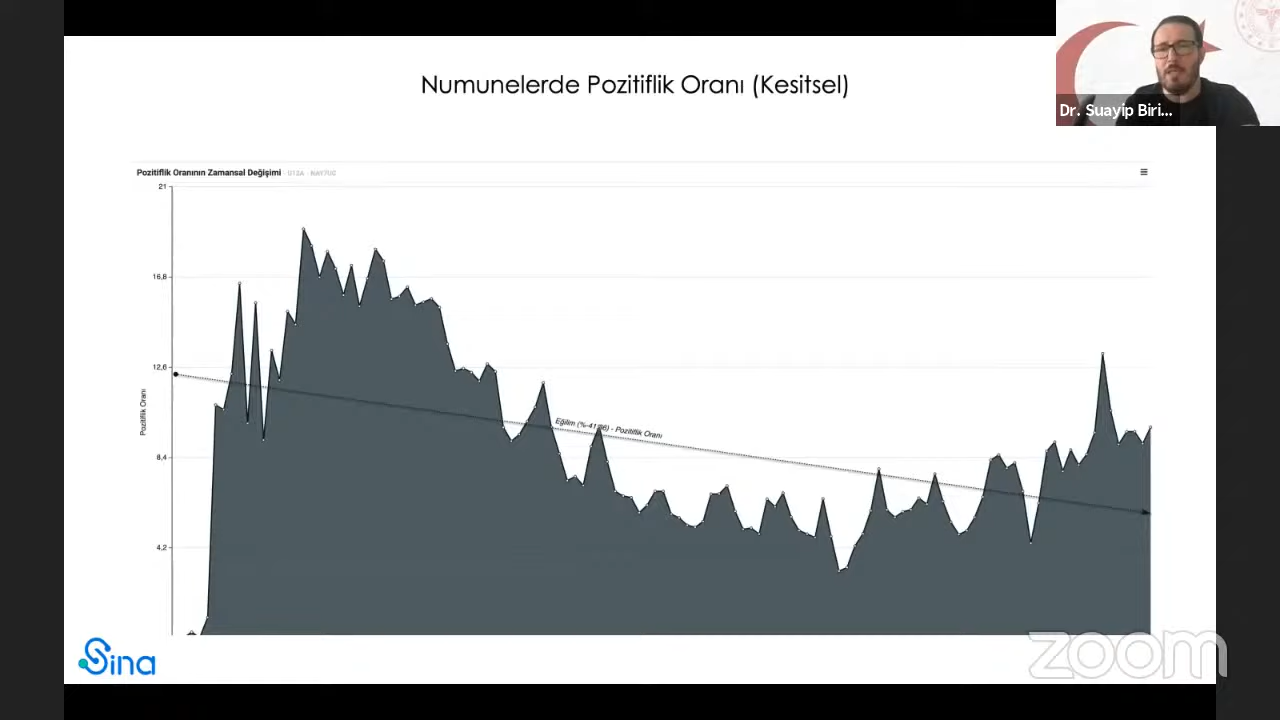 Numunelerde Pozitiflik Oranı (Kesitsel)
Dr. Suayip Biri...
Pozitiflik Oranının Zamansal Değişimi
21
16,8
12,6
8,4
4,2
Pozitiflik Oranı
Eğilim (%-41,86) - Pozitiflik Oranı
Sina
zoom